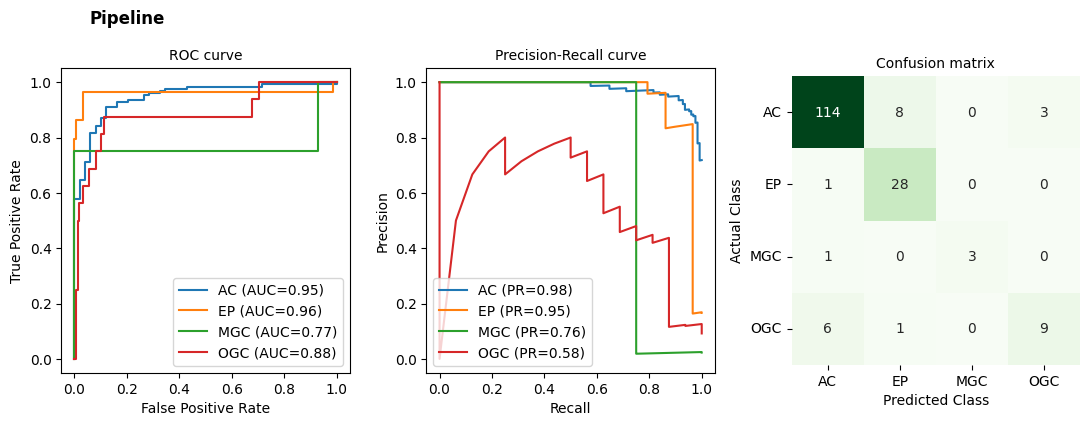 Pipeline
ROC curve
1.0
0.8
0.6
0.4
0.2
0.0
True Positive Rate
AC (AUC=0.95)
EP (AUC=0.96)
MGC (AUC=0.77)
OGC (AUC=0.88)
0.0 0.2 0.4 0.6 0.8 1.0
False Positive Rate
Precision-Recall curve
1.0
0.8
0.6
0.4
0.2
0.0
Precision
AC (PR=0.98)
EP (PR=0.95)
MGC (PR=0.76)
OGC (PR=0.58)
0.0 0.2 0.4 0.6 0.8 1.0
Recall
Confusion matrix
Actual Class
AC 114 8 0 3
EP 1 28 0 0
MGC 1 0 3 0
OGC 6 1 0 9
AC EP MGC OGC
Predicted Class